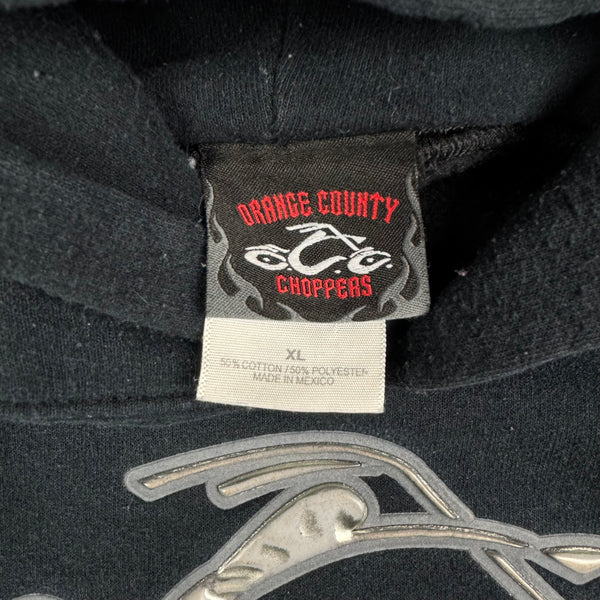 ORANGE COUNTY
O.C.C.
CHOPPERS
XL
50% COTTON / 50% POLYESTER
MADE IN MEXICO